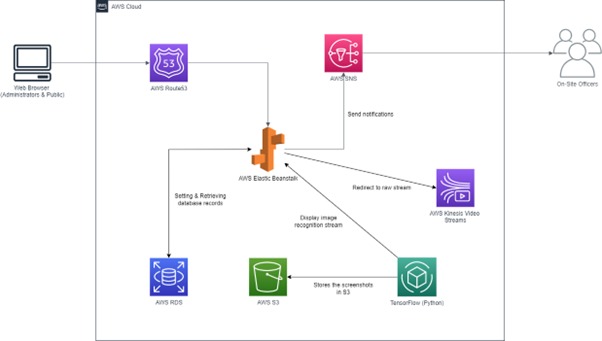 aws
AWS Cloud
53
Web Browser
(Administrators & Public)
AWS Route53
AWS SNS
On-Site Officers
Send notifications
AWS Elastic Beanstalk
Redirect to raw stream
Setting & Retrieving
database records
AWS Kinesis Video
Streams
Display image
recognition stream
Stores the screenshots
in S3
AWS RDS
AWS S3
TensorFlow (Python)